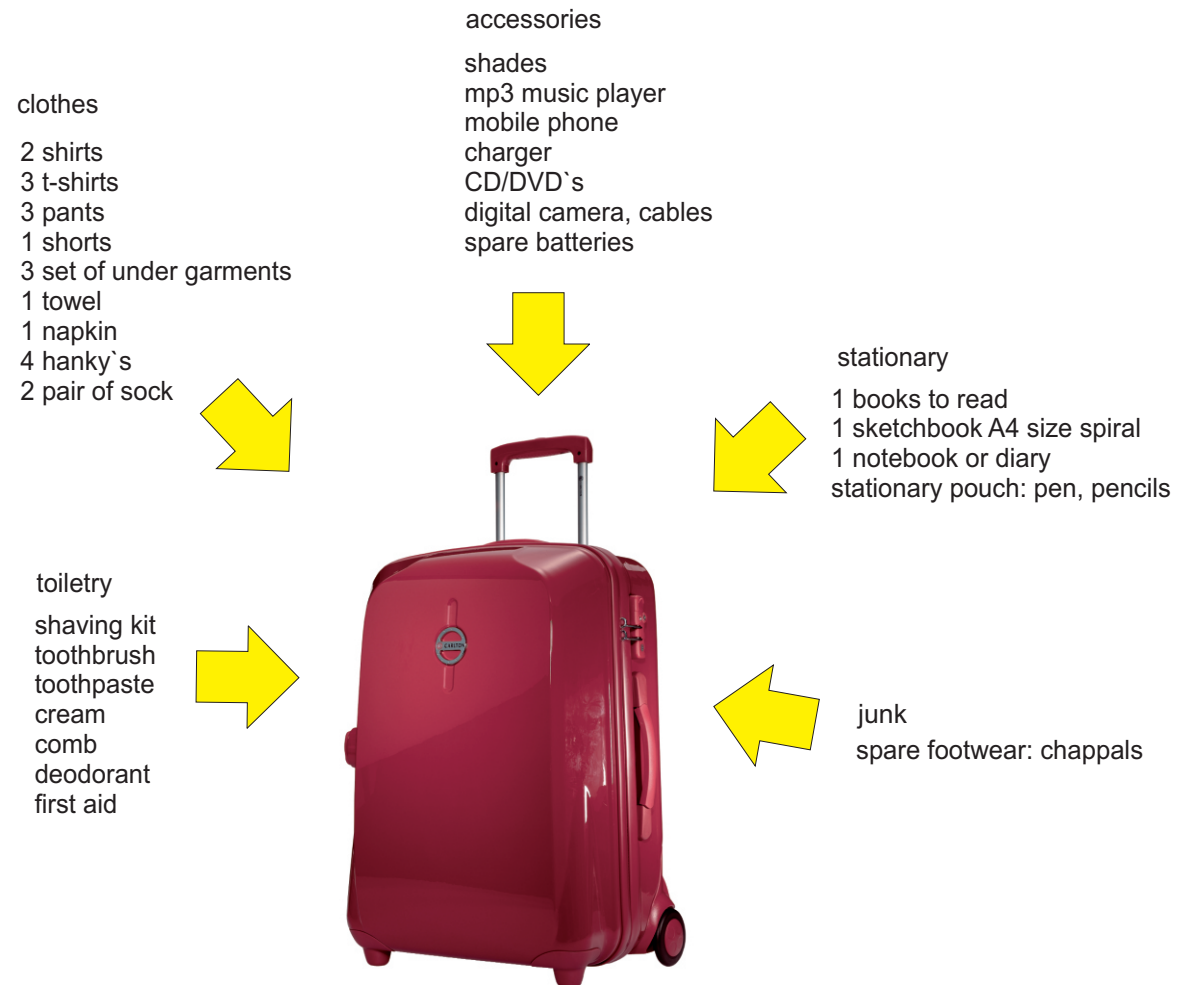 accessories
shades
mp3 music player
mobile phone
charger
CD/DVD`s
digital camera, cables
spare batteries
clothes
2 shirts
3 t-shirts
3 pants
1 shorts
3 set of under garments
1 towel
1 napkin
4 hanky`s
2 pair of sock
stationary
1 books to read
1 sketchbook A4 size spiral
1 notebook or diary
stationary pouch: pen, pencils
toiletry
shaving kit
toothbrush
toothpaste
cream
comb
deodorant
first aid
junk
spare footwear: chappals
CARLTON